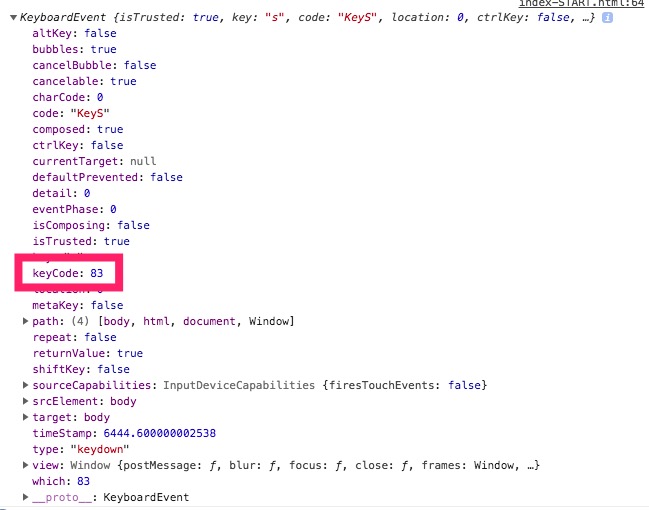 index-START.html:64
▼KeyboardEvent {isTrusted: true, key: "s", code: "KeyS", location: 0, ctrlKey: false, …} i
altKey: false
bubbles: true
cancelBubble: false
cancelable: true
charCode: 0
code: "KeyS"
composed: true
ctrlKey: false
currentTarget: null
defaultPrevented: false
detail: 0
eventPhase: 0
isComposing: false
isTrusted: true
keyCode: 83
metaKey: false
▶path: (4) [body, html, document, Window]
repeat: false
returnValue: true
shiftKey: false
▶sourceCapabilities: InputDeviceCapabilities {firesTouchEvents: false}
▶srcElement: body
▶target: body
timeStamp: 6444.600000002538
type: "keydown"
▶view: Window {postMessage: ƒ, blur: ƒ, focus: ƒ, close: ƒ, frames: Window, …}
which: 83
▶__proto__: KeyboardEvent